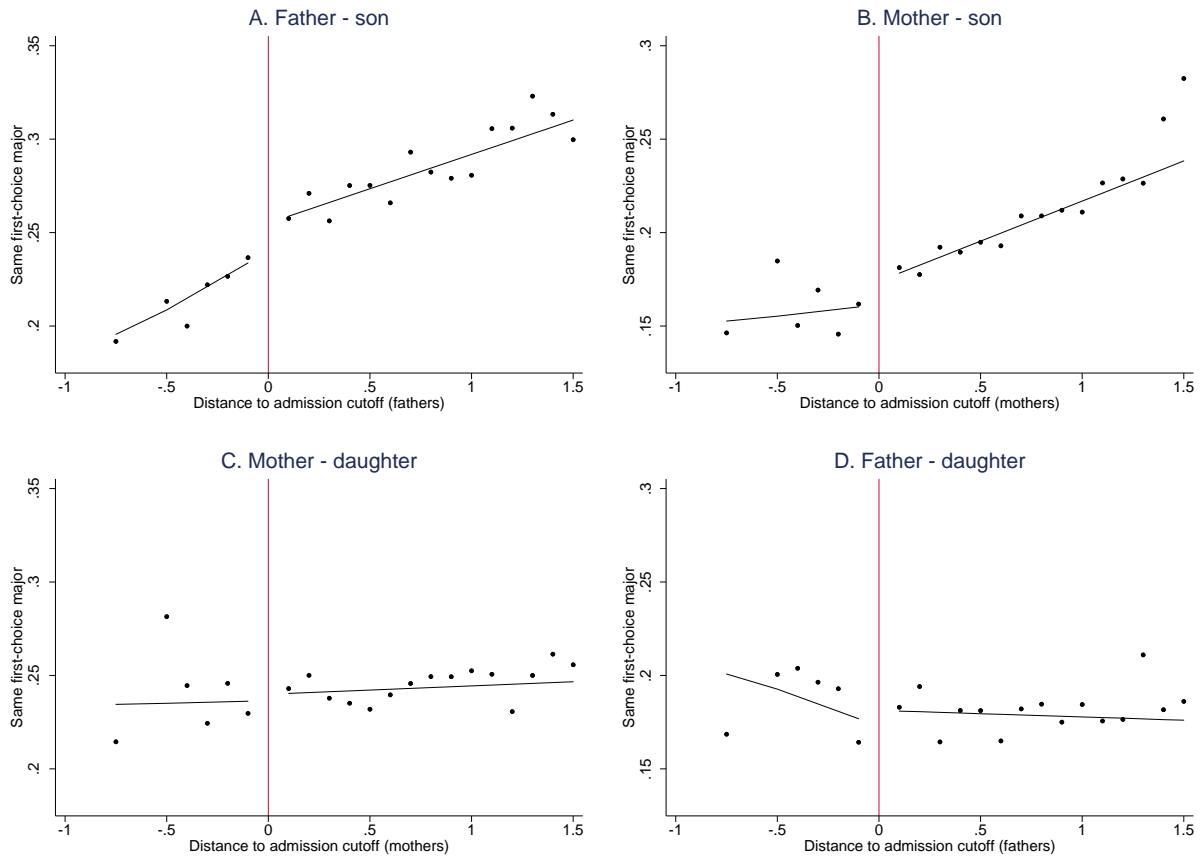 A. Father - son
Same first-choice major
.35
.3
.25
.2
-1 -.5 0 .5 1 1.5
Distance to admission cutoff (fathers)
B. Mother - son
Same first-choice major
.3
.25
.2
.15
-1 -.5 0 .5 1 1.5
Distance to admission cutoff (mothers)
C. Mother - daughter
Same first-choice major
.35
.3
.25
.2
-1 -.5 0 .5 1 1.5
Distance to admission cutoff (mothers)
D. Father - daughter
Same first-choice major
.3
.25
.2
.15
-1 -.5 0 .5 1 1.5
Distance to admission cutoff (fathers)